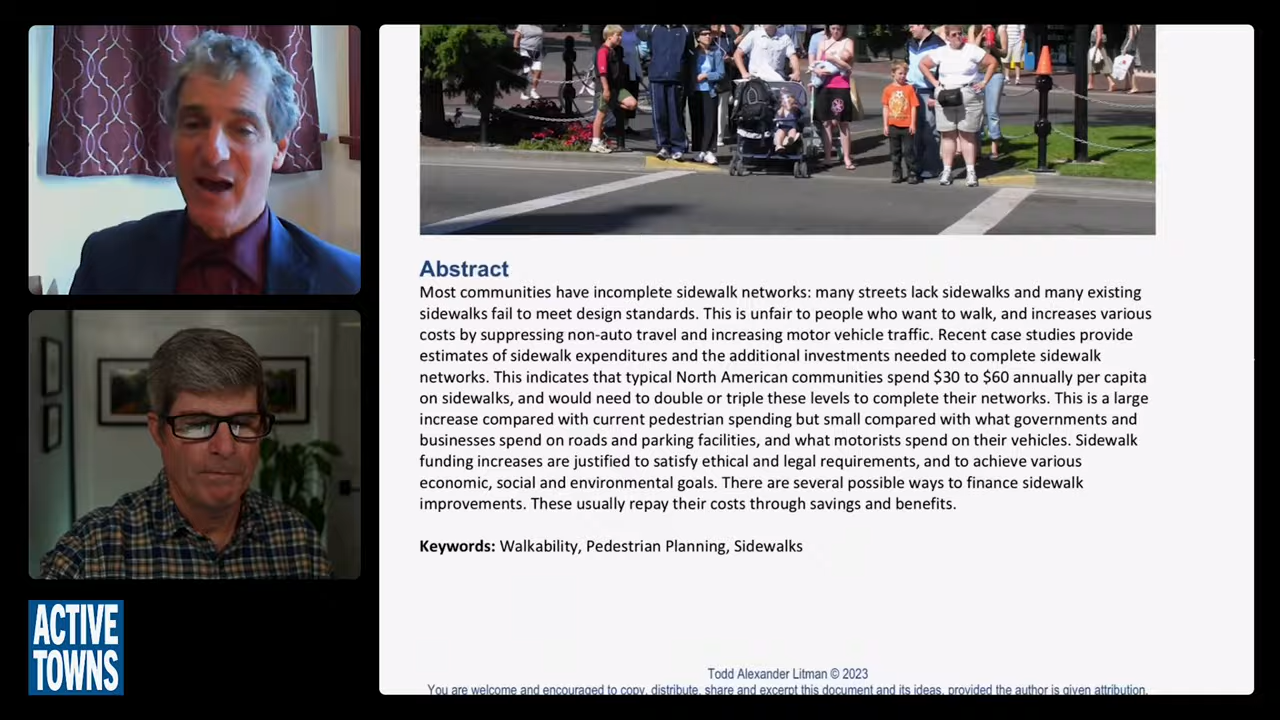 Abstract
Most communities have incomplete sidewalk networks: many streets lack sidewalks and many existing
sidewalks fail to meet design standards. This is unfair to people who want to walk, and increases various
costs by suppressing non-auto travel and increasing motor vehicle traffic. Recent case studies provide
estimates of sidewalk expenditures and the additional investments needed to complete sidewalk
networks. This indicates that typical North American communities spend $30 to $60 annually per capita
on sidewalks, and would need to double or triple these levels to complete their networks. This is a large
increase compared with current pedestrian spending but small compared with what governments and
businesses spend on roads and parking facilities, and what motorists spend on their vehicles. Sidewalk
funding increases are justified to satisfy ethical and legal requirements, and to achieve various
economic, social and environmental goals. There are several possible ways to finance sidewalk
improvements. These usually repay their costs through savings and benefits.
Keywords: Walkability, Pedestrian Planning, Sidewalks
Todd Alexander Litman © 2023
You are welcome and encouraged to copy, distribute, share and excerpt this document and its ideas, provided the author is given attribution.
ACTIVE
TOWNS